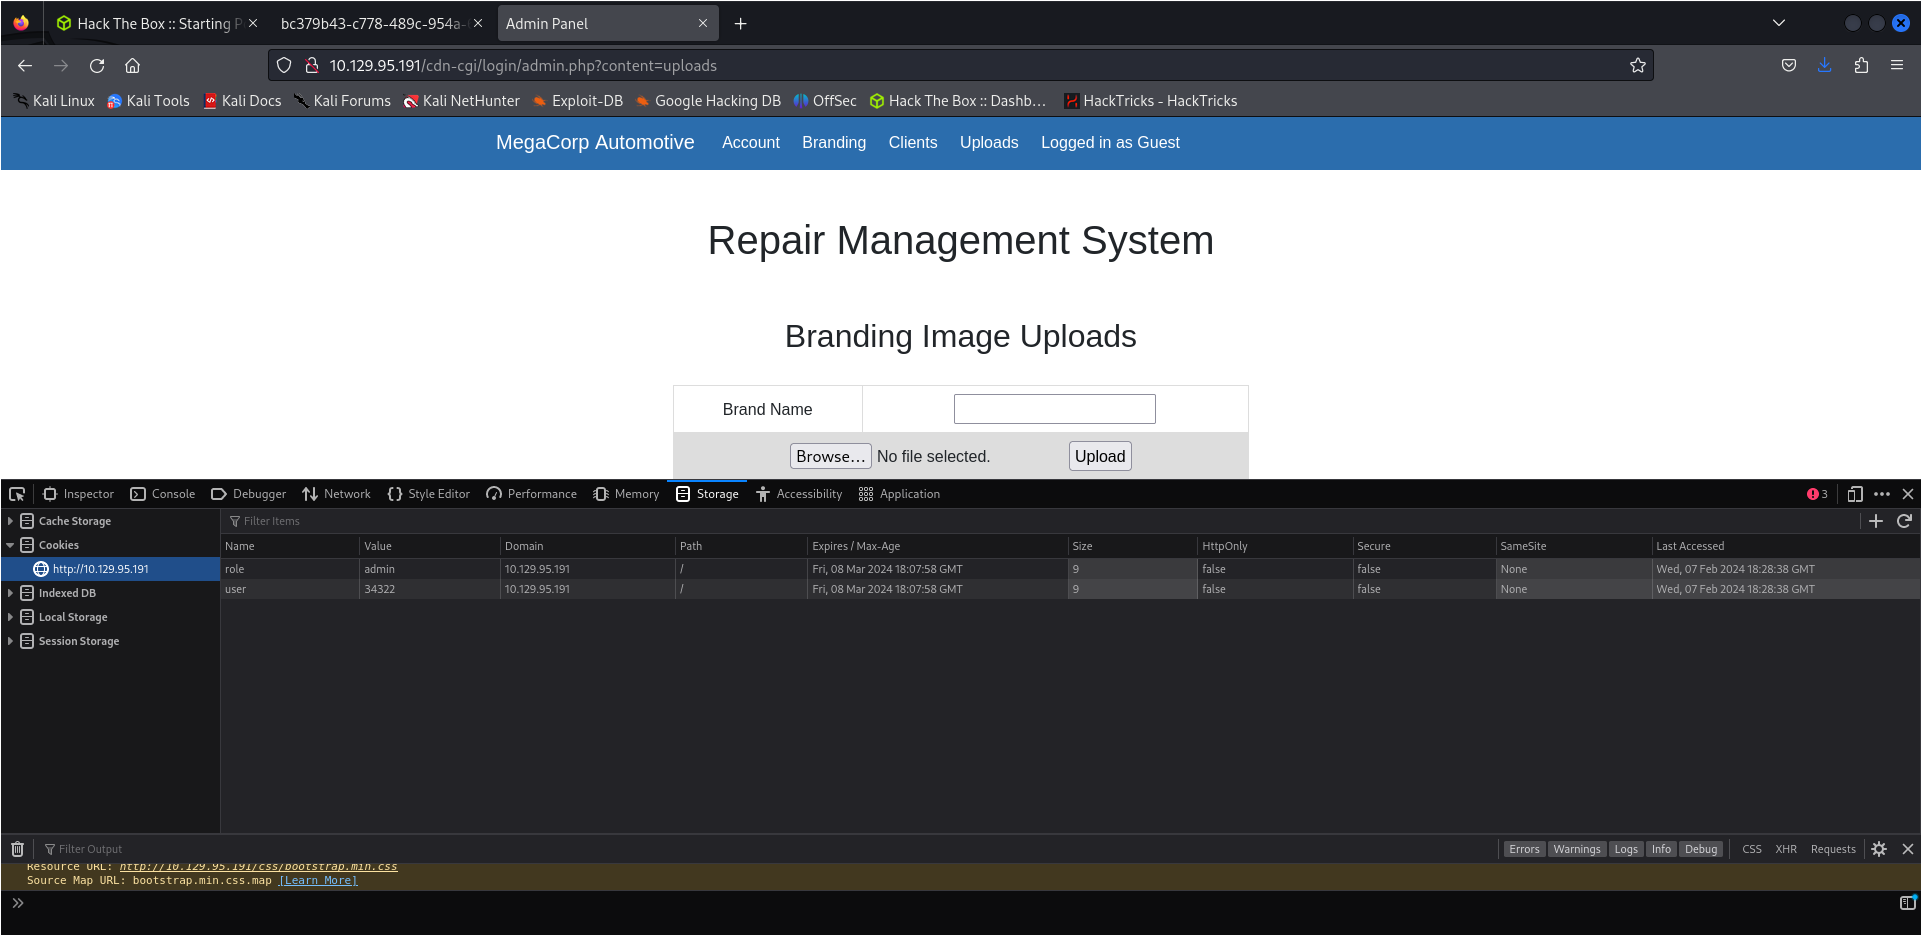 Hack The Box :: Starting P
bc379b43-c778-489c-954a-
Admin Panel
10.129.95.191/cdn-cgi/login/admin.php?content=uploads
Kali Linux Kali Tools Kali Docs Kali Forums Kali NetHunter Exploit-DB Google Hacking DB OffSec Hack The Box :: Dashb… HackTricks - HackTricks
MegaCorp Automotive Account Branding Clients Uploads Logged in as Guest
Repair Management System
Branding Image Uploads
Brand Name
Browse… No file selected. Upload
Inspector Console Debugger Network Style Editor Performance Memory Storage Accessibility Application 3
Cache Storage
Cookies
http://10.129.95.191
Indexed DB
Local Storage
Session Storage
Filter Items
Name Value Domain Path Expires / Max-Age Size HttpOnly Secure SameSite Last Accessed
role admin 10.129.95.191 / Fri, 08 Mar 2024 18:07:58 GMT 9 false false None Wed, 07 Feb 2024 18:28:38 GMT
user 34322 10.129.95.191 / Fri, 08 Mar 2024 18:07:58 GMT 9 false false None Wed, 07 Feb 2024 18:28:38 GMT
Filter Output Errors Warnings Logs Info Debug CSS XHR Requests
Resource URL: http://10.129.95.191/css/bootstrap.min.css
Source Map URL: bootstrap.min.css.map [Learn More]